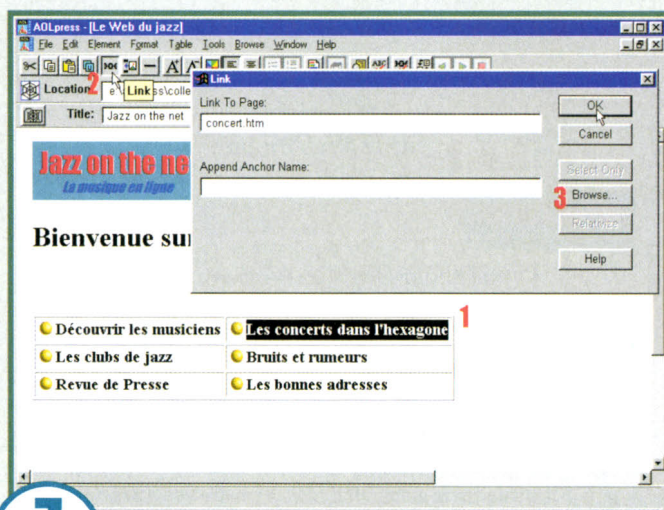 AOLpress - [Le Web du jazz]
File Edit Element Format Table Tools Browse Window Help
2
Location
Link
Title: Jazz on the net
Link
Link To Page:
concert.htm
Append Anchor Name:
OK
Cancel
Select Only
3 Browse...
Relativize
Help
Jazz on the ne
La musique en ligne
Bienvenue su
1
Découvrir les musiciens Les concerts dans l'hexagone
Les clubs de jazz Bruits et rumeurs
Revue de Presse Les bonnes adresses